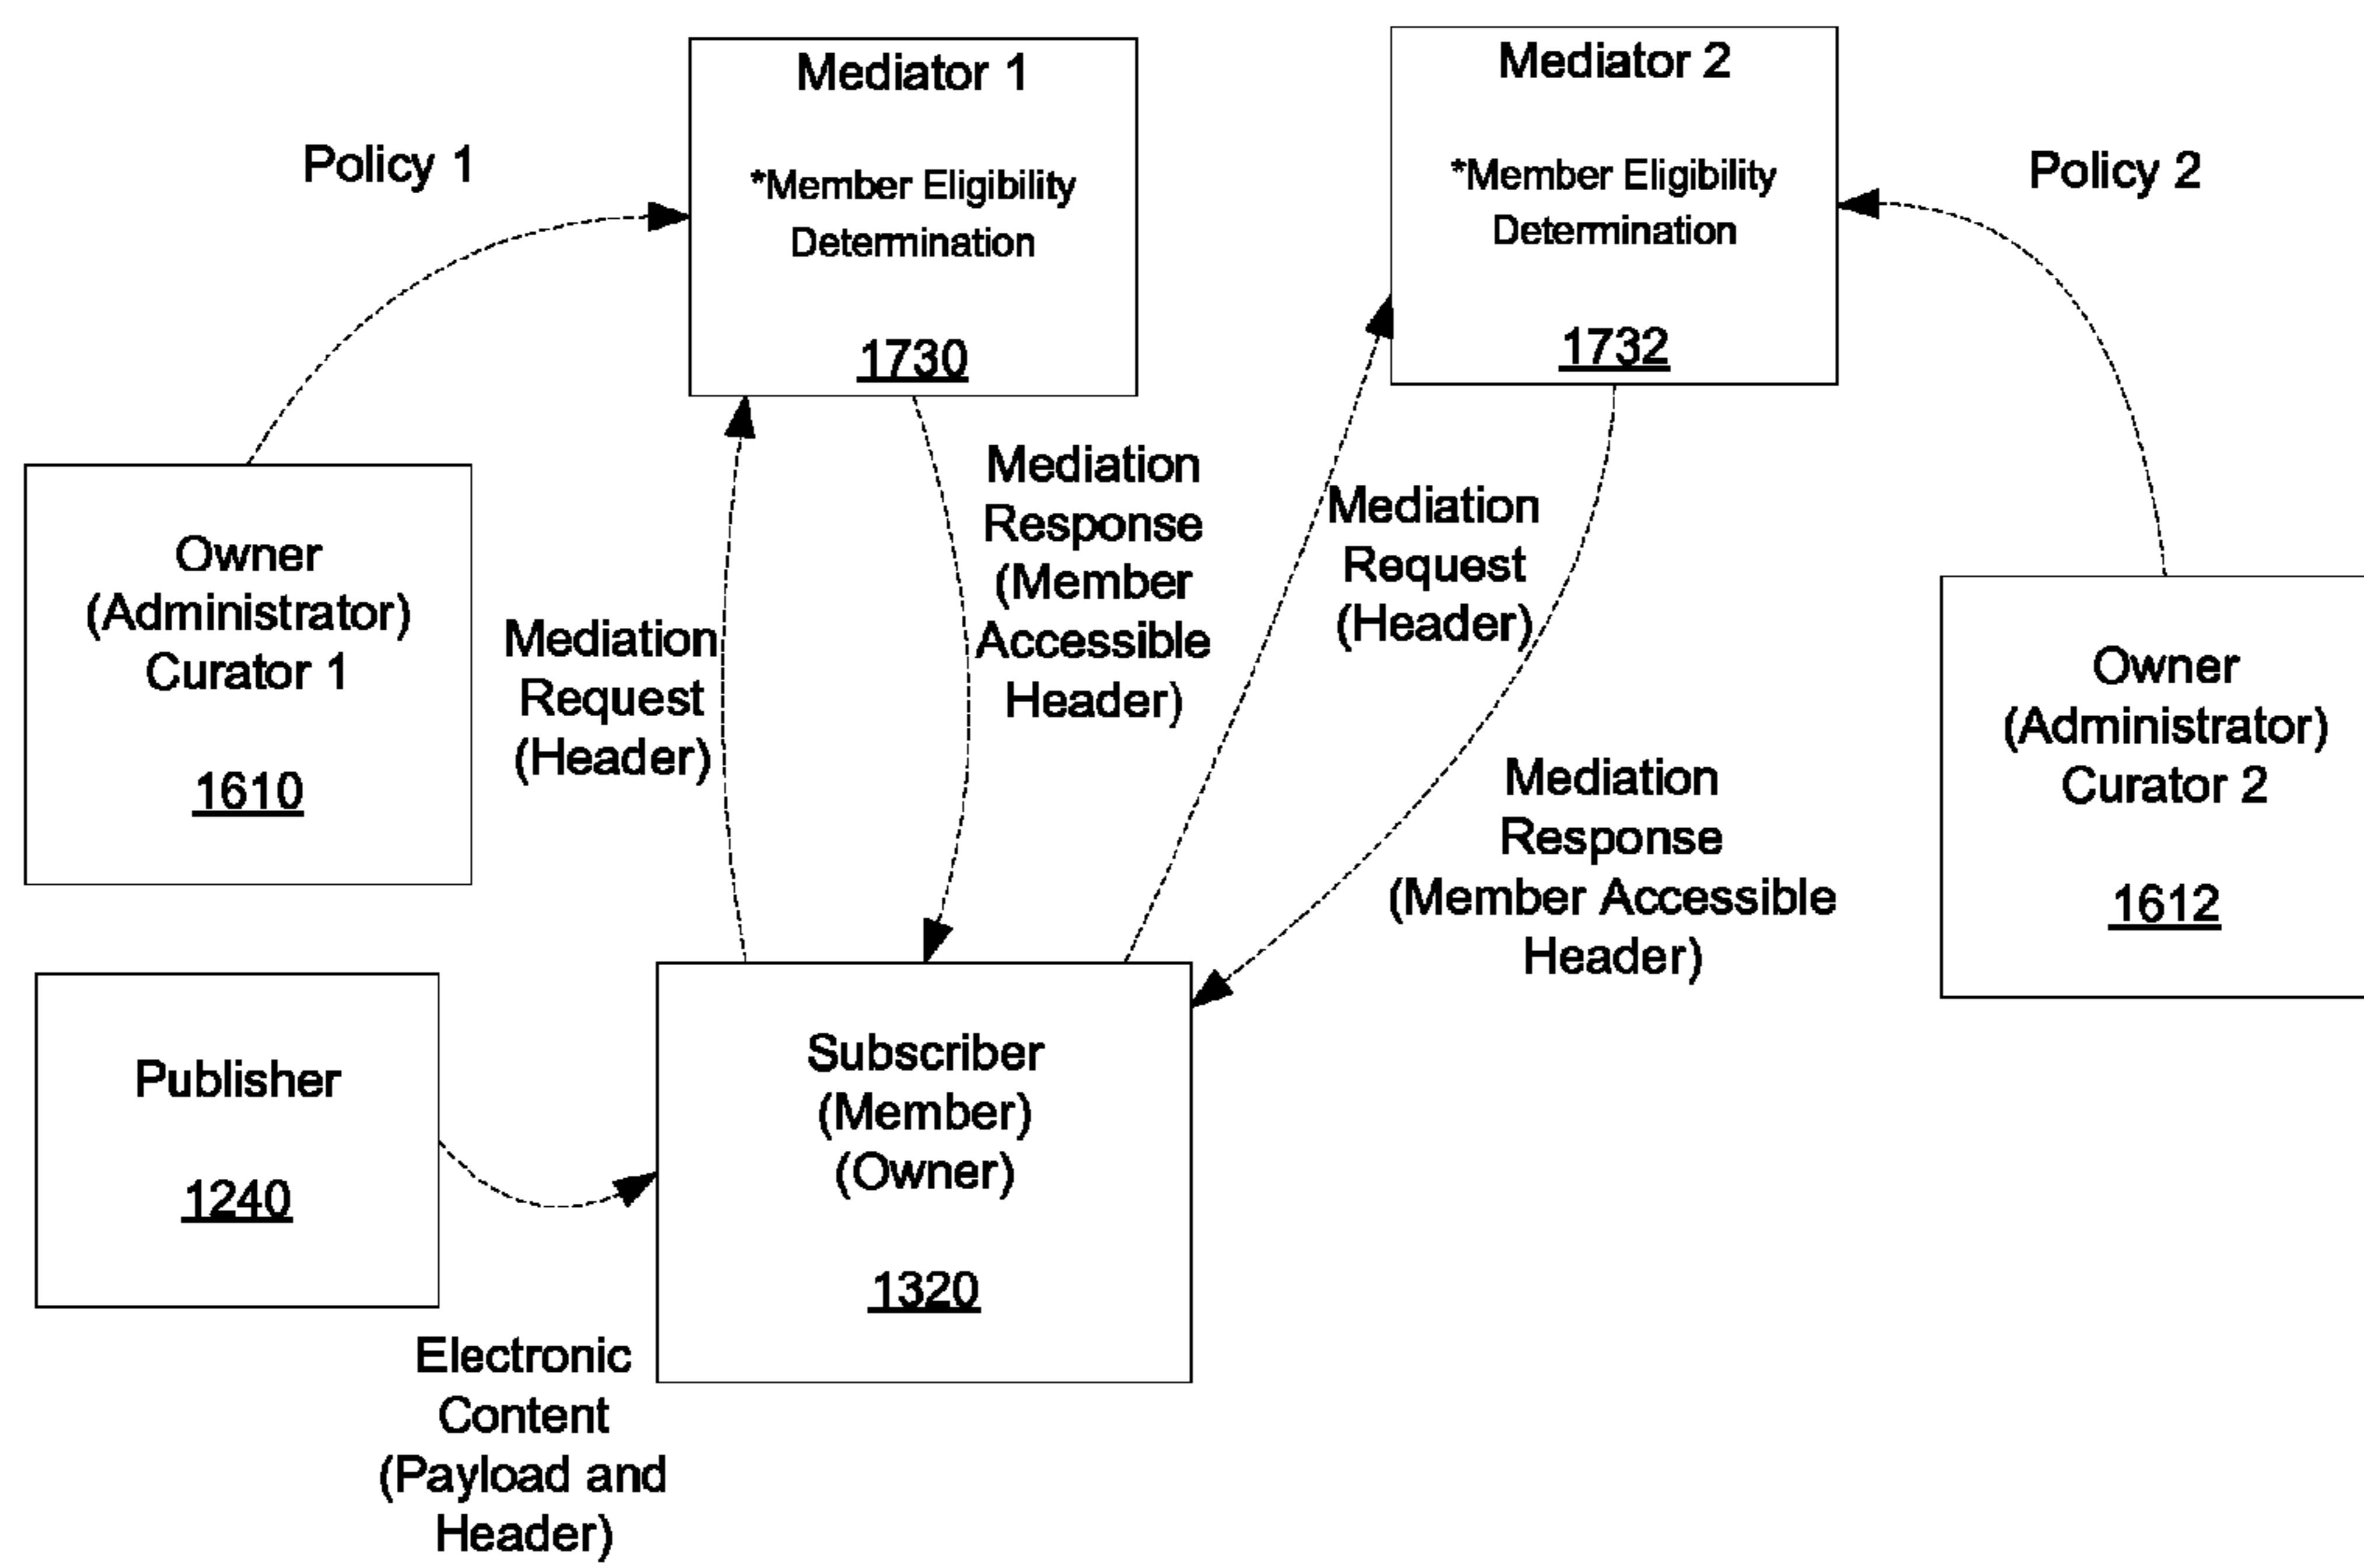 Mediator 1
*Member Eligibility
Determination
1730
Mediator 2
*Member Eligibility
Determination
1732
Policy 1
Policy 2
Owner
(Administrator)
Curator 1
1610
Mediation
Request
(Header)
Mediation
Response
(Member
Accessible
Header)
Mediation
Request
(Header)
Mediation
Response
(Member Accessible
Header)
Owner
(Administrator)
Curator 2
1612
Publisher
1240
Subscriber
(Member)
(Owner)
1320
Electronic
Content
(Payload and
Header)